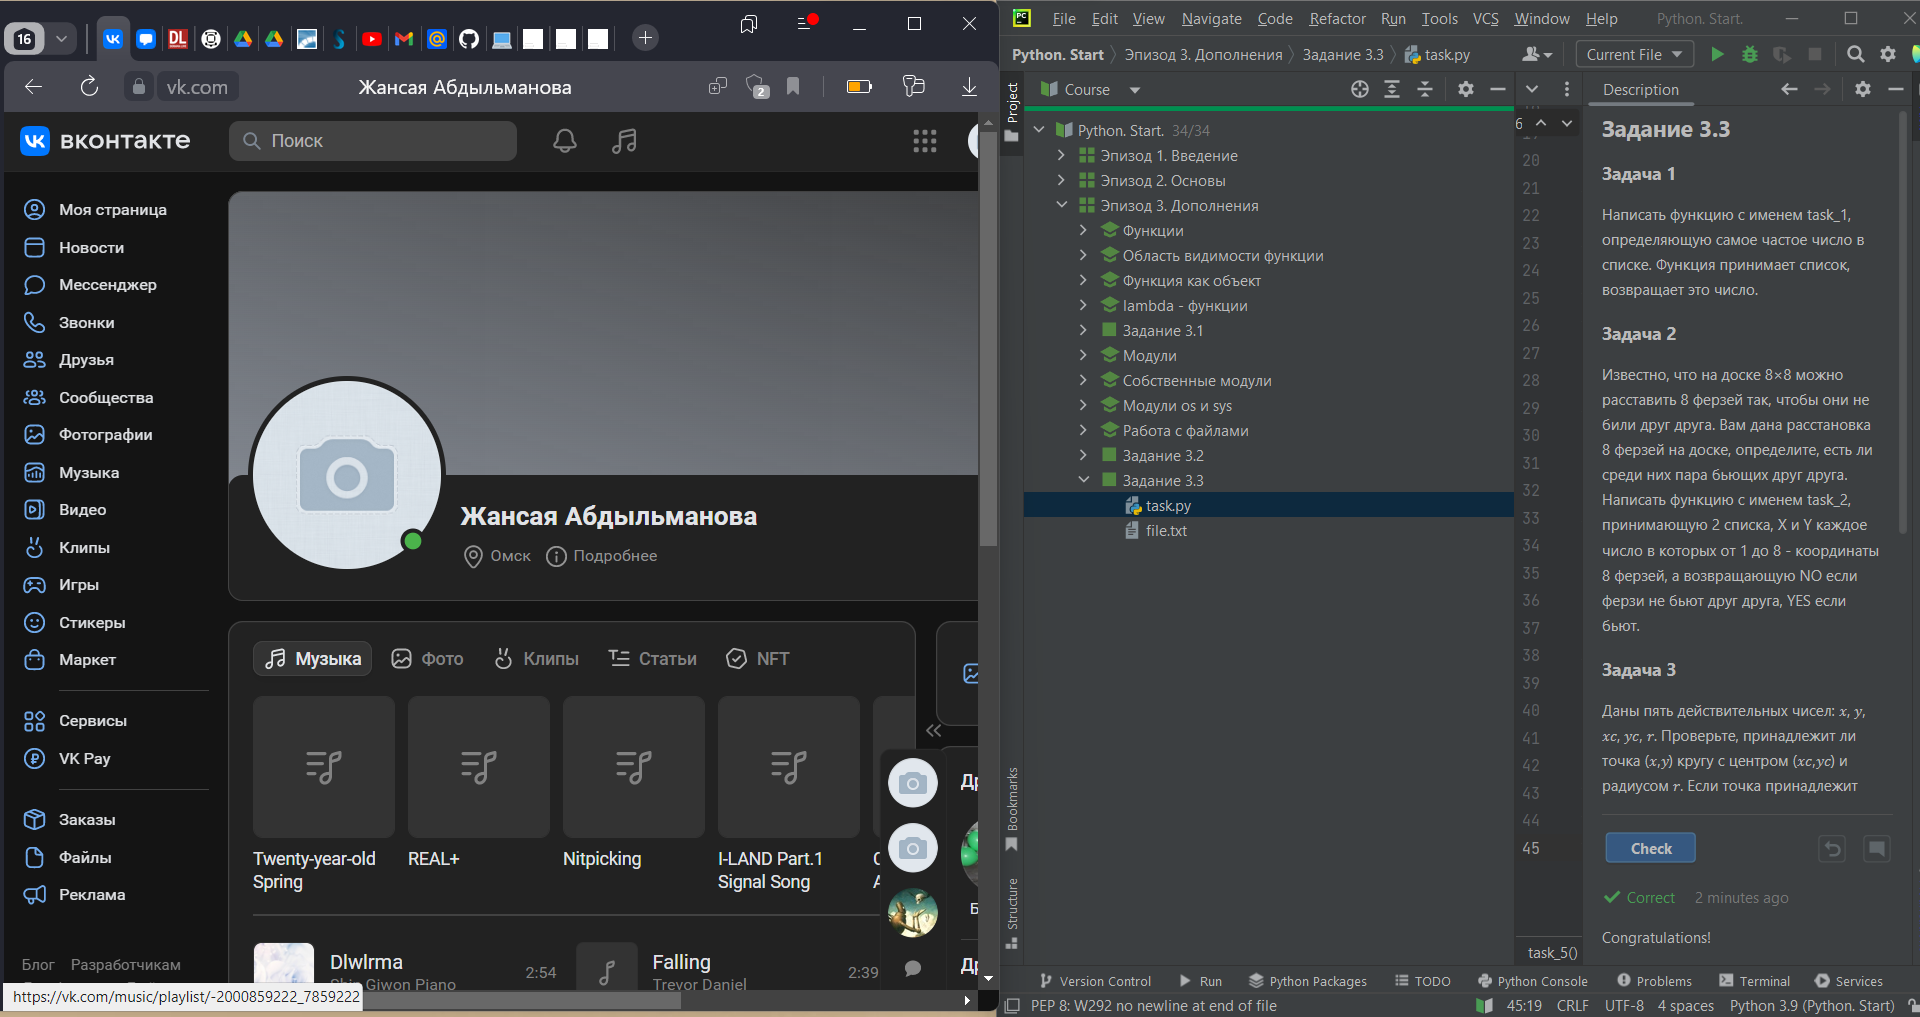 16
DL
vk.com
Жансая Абдыльманова
2
ВКОНТАКТЕ
Поиск
Моя страница
Новости
Мессенджер
Звонки
Друзья
Сообщества
Фотографии
Музыка
Видео
Клипы
Игры
Стикеры
Маркет
Сервисы
VK Pay
Заказы
Файлы
Реклама
Блог Разработчикам
Жансая Абдыльманова
Омск Подробнее
Музыка Фото Клипы Статьи NFT
Twenty-year-old
Spring
REAL+
Nitpicking
I-LAND Part.1
Signal Song
Dlwlrma
2:54
Giwon Piano
Falling
2:39
Trevor Daniel
https://vk.com/music/playlist/-2000859222_7859222
PC File Edit View Navigate Code Refactor Run Tools VCS Window Help Python. Start.
Python. Start Эпизод 3. Дополнения Задание 3.3 task.py Current File
Project
Course
Python. Start. 34/34
Эпизод 1. Введение
Эпизод 2. Основы
Эпизод 3. Дополнения
Функции
Область видимости функции
Функция как объект
lambda - функции
Задание 3.1
Модули
Собственные модули
Модули os и sys
Работа с файлами
Задание 3.2
Задание 3.3
task.py
file.txt
Bookmarks
Structure
6
20
21
22
23
24
25
26
27
28
29
30
31
32
33
34
35
36
37
38
39
40
41
42
43
44
45
task_5()
Description
Задание 3.3
Задача 1
Написать функцию с именем task_1,
определяющую самое частое число в
списке. Функция принимает список,
возвращает это число.
Задача 2
Известно, что на доске 8×8 можно
расставить 8 ферзей так, чтобы они не
били друг друга. Вам дана расстановка
8 ферзей на доске, определите, есть ли
среди них пара бьющих друг друга.
Написать функцию с именем task_2,
принимающую 2 списка, X и Y каждое
число в которых от 1 до 8 - координаты
8 ферзей, а возвращающую NO если
ферзи не бьют друг друга, YES если
бьют.
Задача 3
Даны пять действительных чисел: x, y,
xc, yc, r. Проверьте, принадлежит ли
точка (x,y) кругу с центром (xc,yc) и
радиусом r. Если точка принадлежит
Check
Correct 2 minutes ago
Congratulations!
Version Control Run Python Packages TODO Python Console Problems Terminal Services
PEP 8: W292 no newline at end of file 45:19 CRLF UTF-8 4 spaces Python 3.9 (Python. Start)